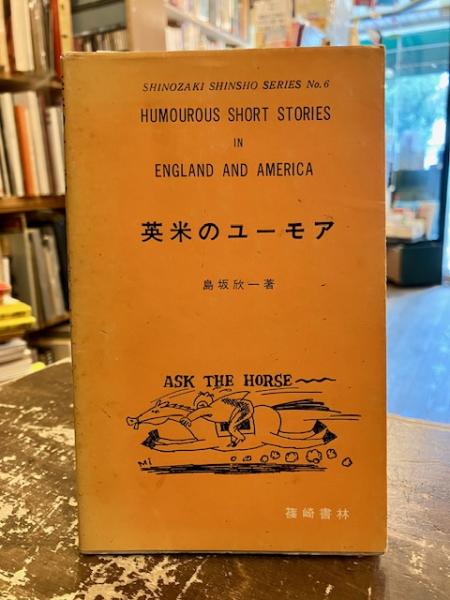 SHINOZAKI SHINSHO SERIES No.6
HUMOUROUS SHORT STORIES
IN
ENGLAND AND AMERICA
英米のユーモア
島坂欣一著
ASK THE HORSE
mi
篠崎書林